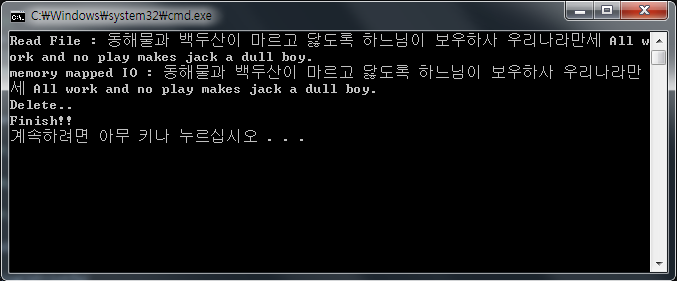 C:₩Windows₩system32₩cmd.exe
Read File : 동해물과 백두산이 마르고 닳도록 하느님이 보우하사 우리나라만세 All w
ork and no play makes jack a dull boy.
memory mapped IO : 동해물과 백두산이 마르고 닳도록 하느님이 보우하사 우리나라만
세 All work and no play makes jack a dull boy.
Delete..
Finish!!
계속하려면 아무 키나 누르십시오 . . .